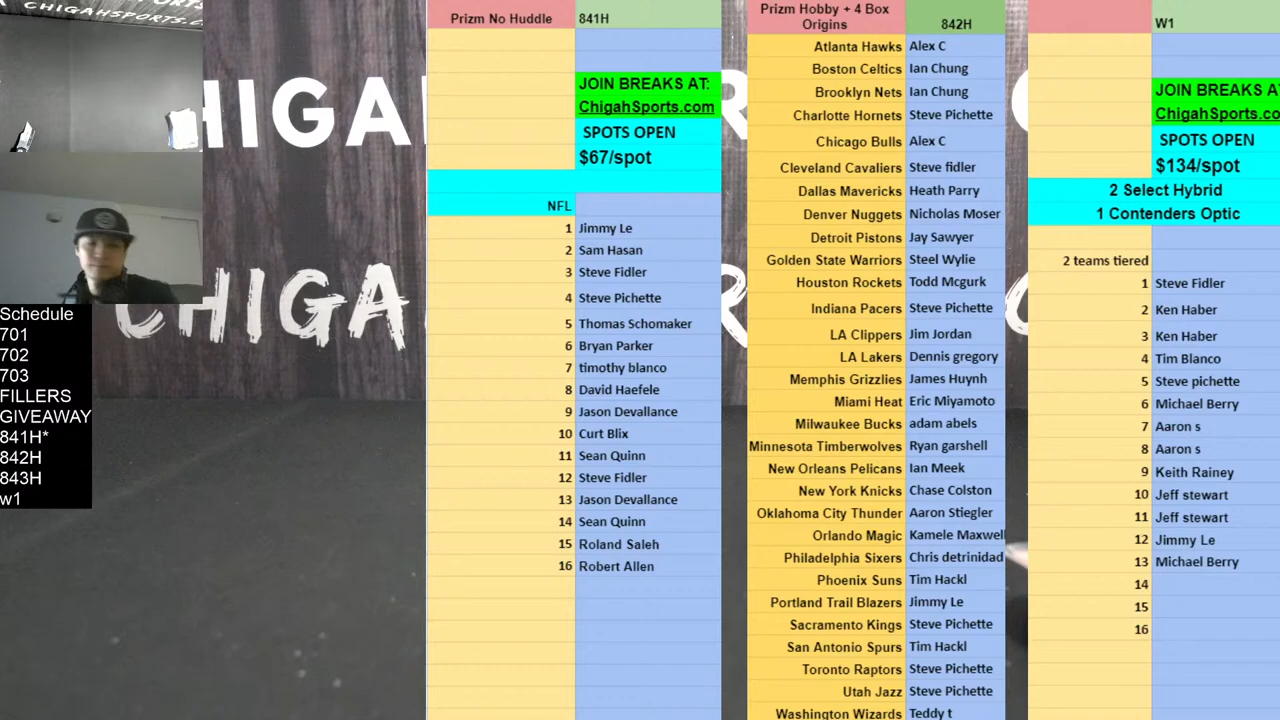 CHIGAHSPORTS.C
HIGA
CHIGA
Schedule
701
702
703
FILLERS
GIVEAWAY
841H*
842H
843H
w1
Prizm No Huddle 841H
JOIN BREAKS AT:
ChigahSports.com
SPOTS OPEN
$67/spot
NFL
1 Jimmy Le
2 Sam Hasan
3 Steve Fidler
4 Steve Pichette
5 Thomas Schomaker
6 Bryan Parker
7 timothy blanco
8 David Haefele
9 Jason Devallance
10 Curt Blix
11 Sean Quinn
12 Steve Fidler
13 Jason Devallance
14 Sean Quinn
15 Roland Saleh
16 Robert Allen
Prizm Hobby + 4 Box
Origins 842H
Atlanta Hawks Alex C
Boston Celtics Ian Chung
Brooklyn Nets Ian Chung
Charlotte Hornets Steve Pichette
Chicago Bulls Alex C
Cleveland Cavaliers Steve fidler
Dallas Mavericks Heath Parry
Denver Nuggets Nicholas Moser
Detroit Pistons Jay Sawyer
Golden State Warriors Steel Wylie
Houston Rockets Todd Mcgurk
Indiana Pacers Steve Pichette
LA Clippers Jim Jordan
LA Lakers Dennis gregory
Memphis Grizzlies James Huynh
Miami Heat Eric Miyamoto
Milwaukee Bucks adam abels
Minnesota Timberwolves Ryan garshell
New Orleans Pelicans Ian Meek
New York Knicks Chase Colston
Oklahoma City Thunder Aaron Stiegler
Orlando Magic Kamele Maxwell
Philadelphia Sixers Chris detrinidad
Phoenix Suns Tim Hackl
Portland Trail Blazers Jimmy Le
Sacramento Kings Steve Pichette
San Antonio Spurs Tim Hackl
Toronto Raptors Steve Pichette
Utah Jazz Steve Pichette
Washington Wizards Teddy t
W1
JOIN BREAKS AT
ChigahSports.co
SPOTS OPEN
$134/spot
2 Select Hybrid
1 Contenders Optic
2 teams tiered
1 Steve Fidler
2 Ken Haber
3 Ken Haber
4 Tim Blanco
5 Steve pichette
6 Michael Berry
7 Aaron s
8 Aaron s
9 Keith Rainey
10 Jeff stewart
11 Jeff stewart
12 Jimmy Le
13 Michael Berry
14
15
16